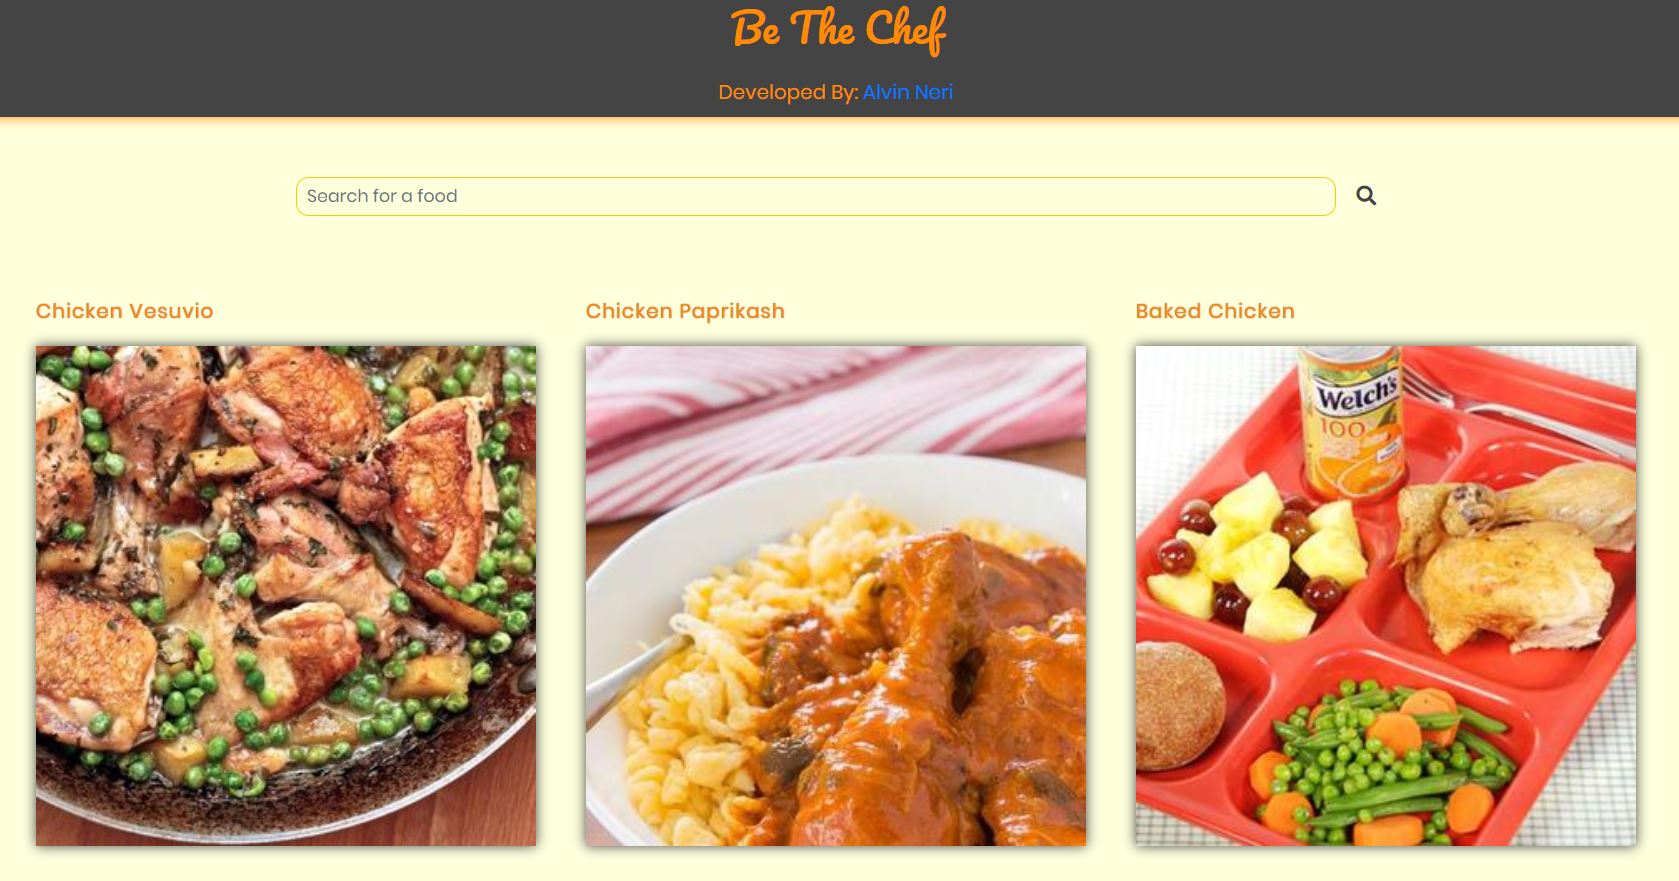 Be The Chef
Developed By: Alvin Neri
Search for a food
Chicken Vesuvio
Chicken Paprikash
Baked Chicken
Welch's
100